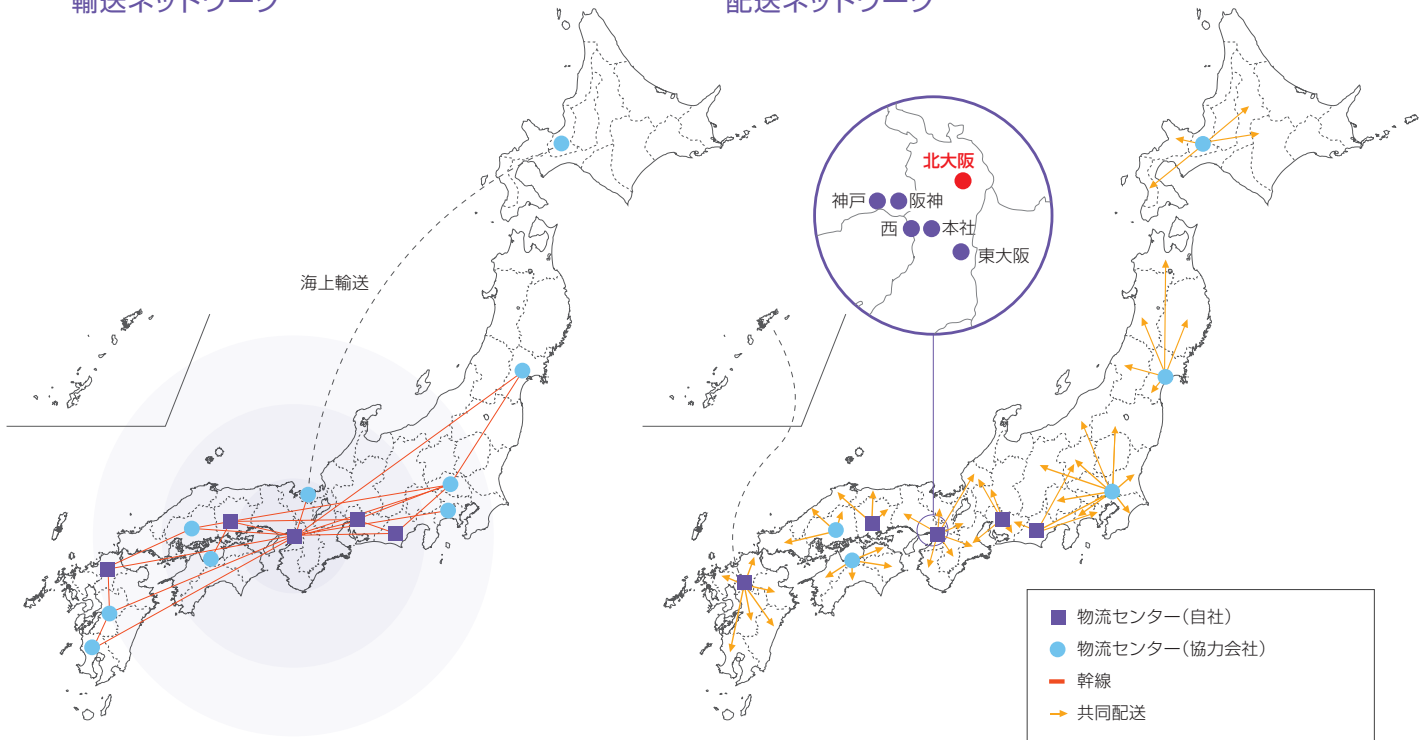 輸送ネットワーク
配送ネットワーク
海上輸送
北大阪
神戸
阪神
西
本社
東大阪
物流センター(自社)
物流センター(協力会社)
幹線
共同配送